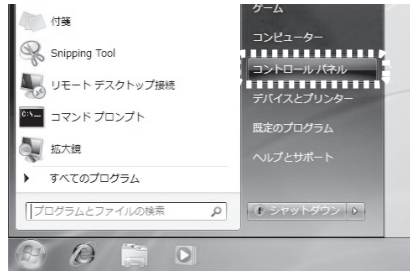 付箋
Snipping Tool
リモート デスクトップ接続
C:\_
コマンド プロンプト
拡大鏡
すべてのプログラム
プログラムとファイルの検索
ゲーム
コンピューター
コントロール パネル
デバイスとプリンター
既定のプログラム
ヘルプとサポート
シャットダウン